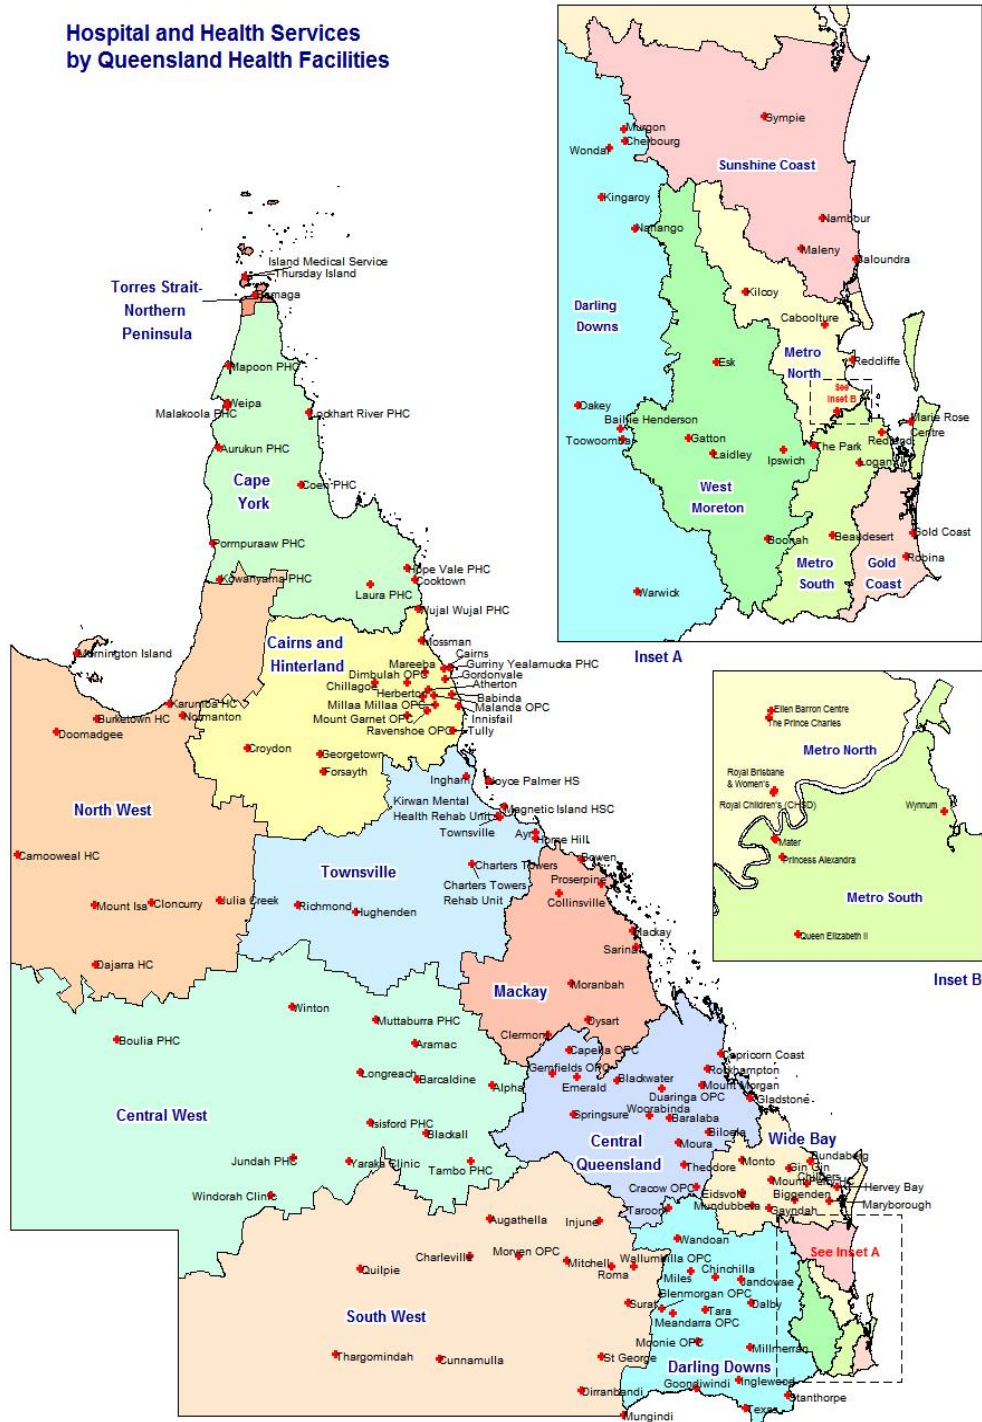 Hospital and Health Services
by Queensland Health Facilities
Island Medical Service
Thursday Island
Torres Strait-
Northern
Peninsula
Bamaga
Mapoon PHC
Weipa
Malakoola PHC
Lockhart River PHC
Aurukun PHC
Cape
York
Coen PHC
Pormpuraaw PHC
Kowanyama PHC
Hope Vale PHC
Cooktown
Laura PHC
Wujal Wujal PHC
Mossman
Cairns and
Hinterland
Cairns
Mareeba
Gurriny Yealamucka PHC
Gordonvale
Dimbulah OPC
Atherton
Chillagoe
Herberton
Babinda
Millaa Millaa OPC
Malanda OPC
Mount Garnet OPC
Innisfail
Ravenshoe OPC
Tully
Mornington Island
Karumba HC
Normanton
Burketown HC
Doomadgee
Croydon
Georgetown
Forsayth
North West
Camooweal HC
Mount Isa
Cloncurry
Julia Creek
Dajarra HC
Ingham
Joyce Palmer HS
Kirwan Mental
Health Rehab Unit
Magnetic Island HSC
Townsville
Ayr
Home Hill
Townsville
Charters Towers
Charters Towers
Rehab Unit
Richmond
Hughenden
Bowen
Proserpine
Collinsville
Mackay
Sarina
Mackay
Moranbah
Dysart
Clermont
Winton
Muttaburra PHC
Boulia PHC
Aramac
Longreach
Barcaldine
Alpha
Central West
Isisford PHC
Blackall
Jundah PHC
Yaraka Clinic
Tambo PHC
Windorah Clinic
Capella OPC
Gemfields OPC
Emerald
Blackwater
Capricorn Coast
Rockhampton
Mount Morgan
Duaringa OPC
Gladstone
Springsure
Woorabinda
Baralaba
Biloela
Moura
Central
Queensland
Theodore
Cracow OPC
Taroom
Wide Bay
Monto
Bundaberg
Gin Gin
Childers
Mount Perry HC
Hervey Bay
Eidsvold
Biggenden
Maryborough
Mundubbera
Gayndah
Augathella
Injune
Charleville
Morven OPC
Mitchell
Quilpie
Roma
Wallumbilla OPC
South West
Surat
Thargomindah
Cunnamulla
St George
Dirranbandi
Mungindi
Wandoan
Miles
Chinchilla
Jandowae
Glenmorgan OPC
Tara
Dalby
Meandarra OPC
Moonie OPC
Millmerran
Darling Downs
Goondiwindi
Inglewood
Stanthorpe
Texas
See Inset A
Gympie
Murgon
Cherbourg
Wondai
Sunshine Coast
Kingaroy
Nanango
Nambour
Maleny
Caloundra
Darling
Downs
Kilcoy
Caboolture
Metro
North
Esk
Redcliffe
See
Inset B
Oakey
Baillie Henderson
Toowoomba
Gatton
Laidley
Ipswich
The Park
Marie Rose
Centre
Redland
Logan
West
Moreton
Boonah
Beaudesert
Gold Coast
Robina
Metro
South
Gold
Coast
Warwick
Inset A
Ellen Barron Centre
The Prince Charles
Metro North
Royal Brisbane
& Women's
Royal Children's (CHSD)
Wynnum
Mater
Princess Alexandra
Metro South
Queen Elizabeth II
Inset B